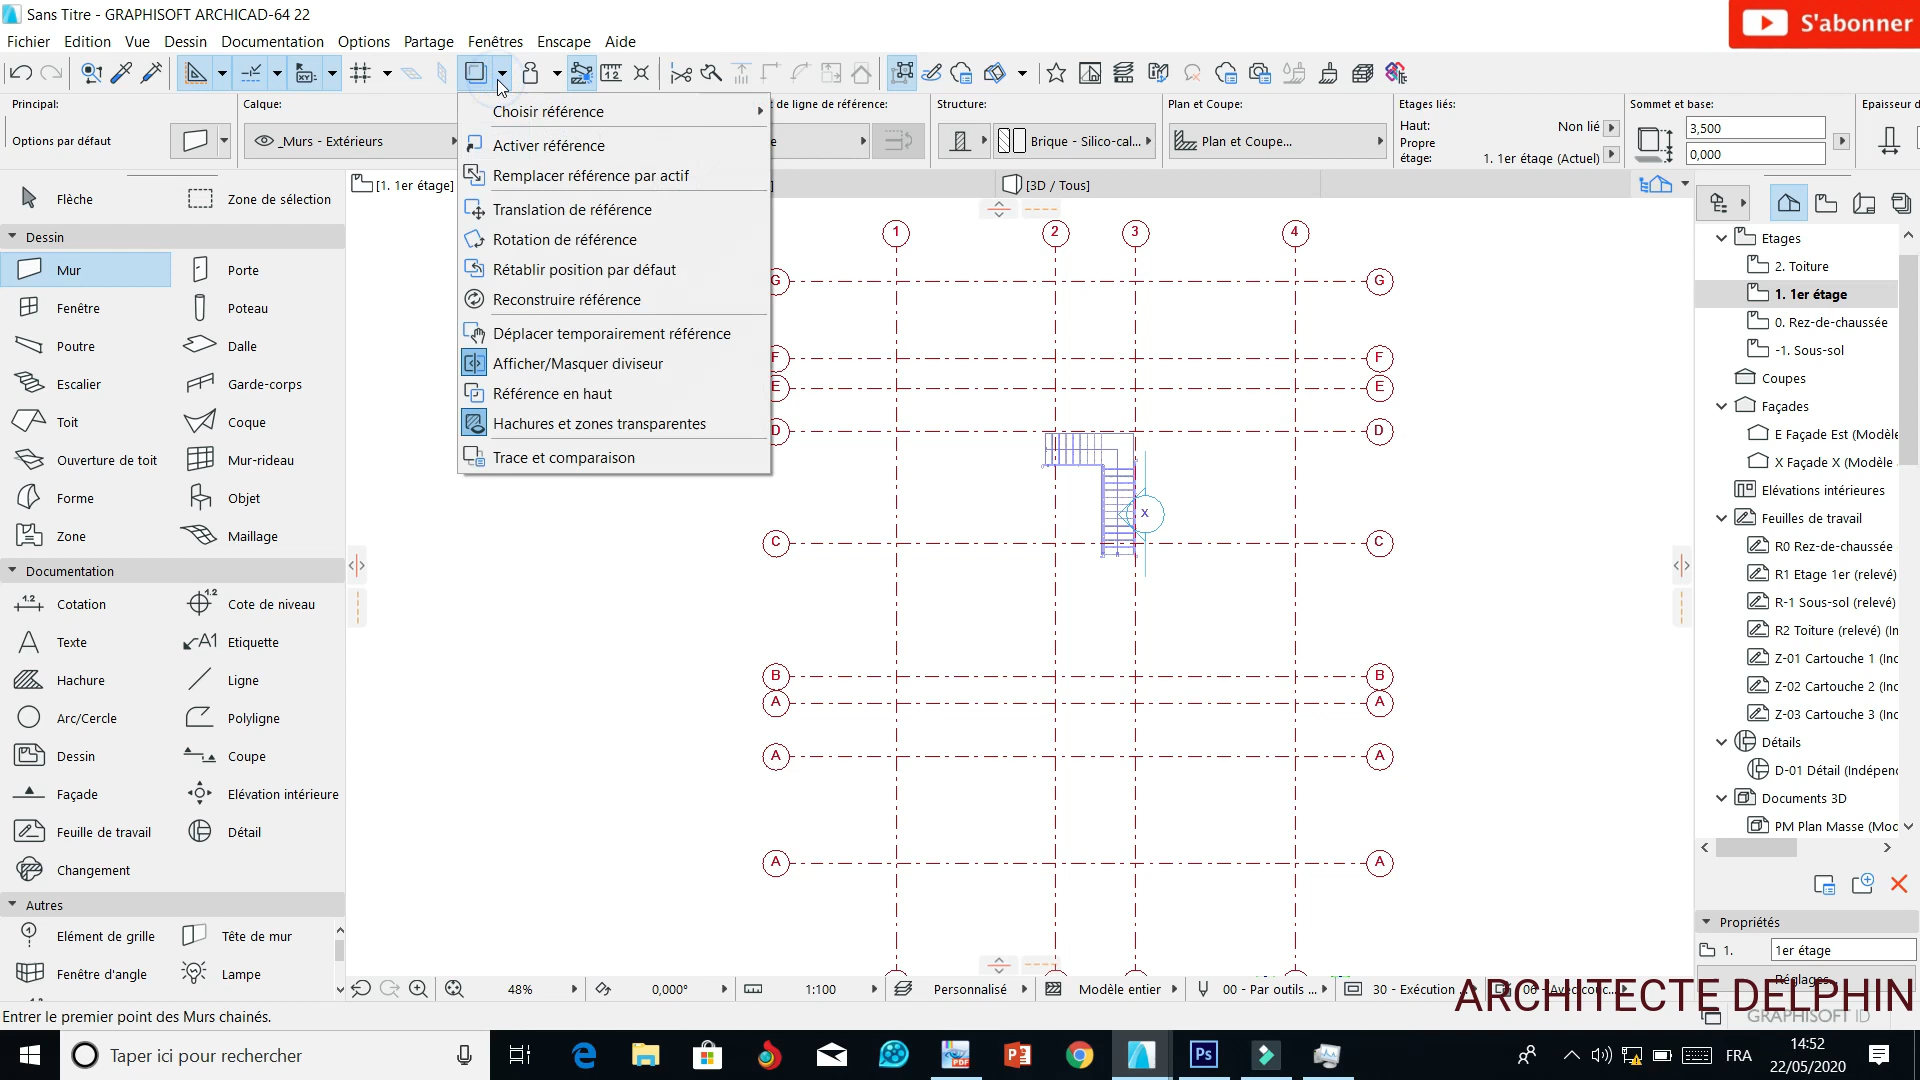 Sans Titre - GRAPHISOFT ARCHICAD-64 22
S'abonner
Fichier Edition Vue Dessin Documentation Options Partage Fenêtres Enscape Aide
Principal:
Calque:
t de ligne de référence:
Structure:
Plan et Coupe:
Etages liés:
Sommet et base:
Epaisseur d
Options par défaut
_Murs - Extérieurs
Brique - Silico-cal...
Plan et Coupe...
Haut:
Non lié
Propre
étage:
1. 1er étage (Actuel)
3,500
0,000
Choisir référence
Activer référence
Remplacer référence par actif
Translation de référence
Rotation de référence
Rétablir position par défaut
Reconstruire référence
Déplacer temporairement référence
Afficher/Masquer diviseur
Référence en haut
Hachures et zones transparentes
Trace et comparaison
[1. 1er étage]
[3D / Tous]
Flèche
Zone de sélection
Dessin
Mur
Porte
Fenêtre
Poteau
Poutre
Dalle
Escalier
Garde-corps
Toit
Coque
Ouverture de toit
Mur-rideau
Forme
Objet
Zone
Maillage
Documentation
Cotation
Cote de niveau
Texte
Etiquette
Hachure
Ligne
Arc/Cercle
Polyligne
Dessin
Coupe
Façade
Elévation intérieure
Feuille de travail
Détail
Changement
Autres
Elément de grille
Tête de mur
Fenêtre d'angle
Lampe
1 2 3 4
G G
F F
E E
D D
X
C C
B B
A A
A A
A A
Etages
2. Toiture
1. 1er étage
0. Rez-de-chaussée
-1. Sous-sol
Coupes
Façades
E Façade Est (Modèle
X Façade X (Modèle
Elévations intérieures
Feuilles de travail
R0 Rez-de-chaussée
R1 Etage 1er (relevé)
R-1 Sous-sol (relevé)
R2 Toiture (relevé) (In
Z-01 Cartouche 1 (Inc
Z-02 Cartouche 2 (Inc
Z-03 Cartouche 3 (Inc
Détails
D-01 Détail (Indépend
Documents 3D
PM Plan Masse (Moc
Propriétés
1.
1er étage
Réglages...
48%
0,000°
1:100
Personnalisé
Modèle entier
00 - Par outils ...
30 - Exécution
ARCHITECTE DELPHIN
GRAPHISOFT ID
Entrer le premier point des Murs chainés.
Taper ici pour rechercher
FRA
14:52
22/05/2020